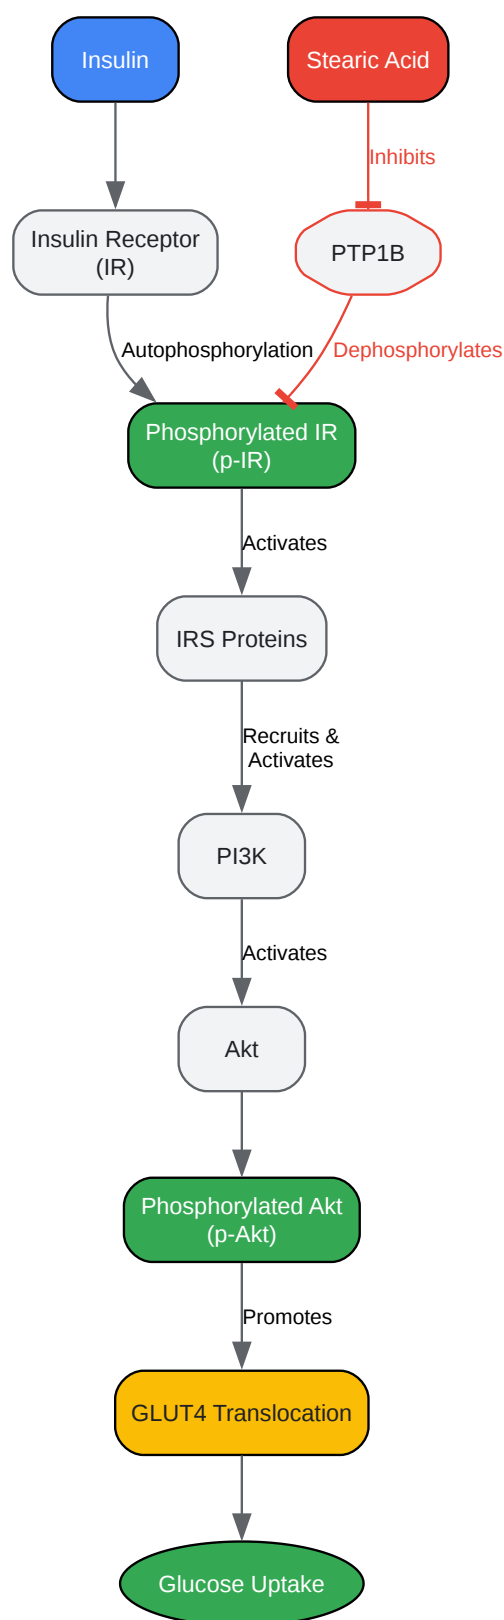 Insulin
Stearic Acid
Inhibits
Insulin Receptor
(IR)
PTP1B
Autophosphorylation
Dephosphorylates
Phosphorylated IR
(p-IR)
Activates
IRS Proteins
Recruits &
Activates
PI3K
Activates
Akt
Phosphorylated Akt
(p-Akt)
Promotes
GLUT4 Translocation
Glucose Uptake